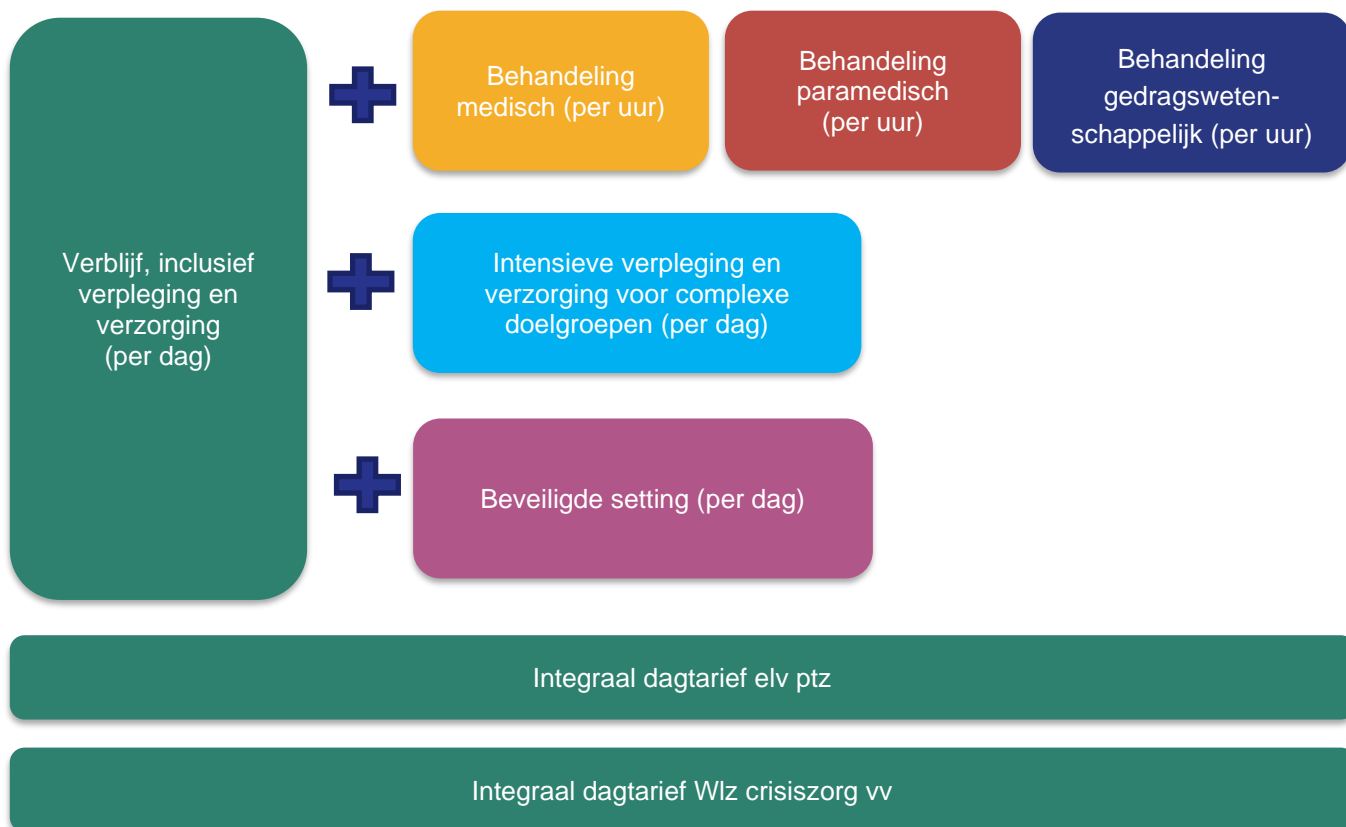 Verblijf, inclusief
verpleging en
verzorging
(per dag)
Behandeling
medisch (per uur)
Behandeling
paramedisch
(per uur)
Behandeling
gedragsweten-
schappelijk (per uur)
Intensieve verpleging en
verzorging voor complexe
doelgroepen (per dag)
Beveiligde setting (per dag)
Integraal dagtarief elv ptz
Integraal dagtarief Wlz crisiszorg vv